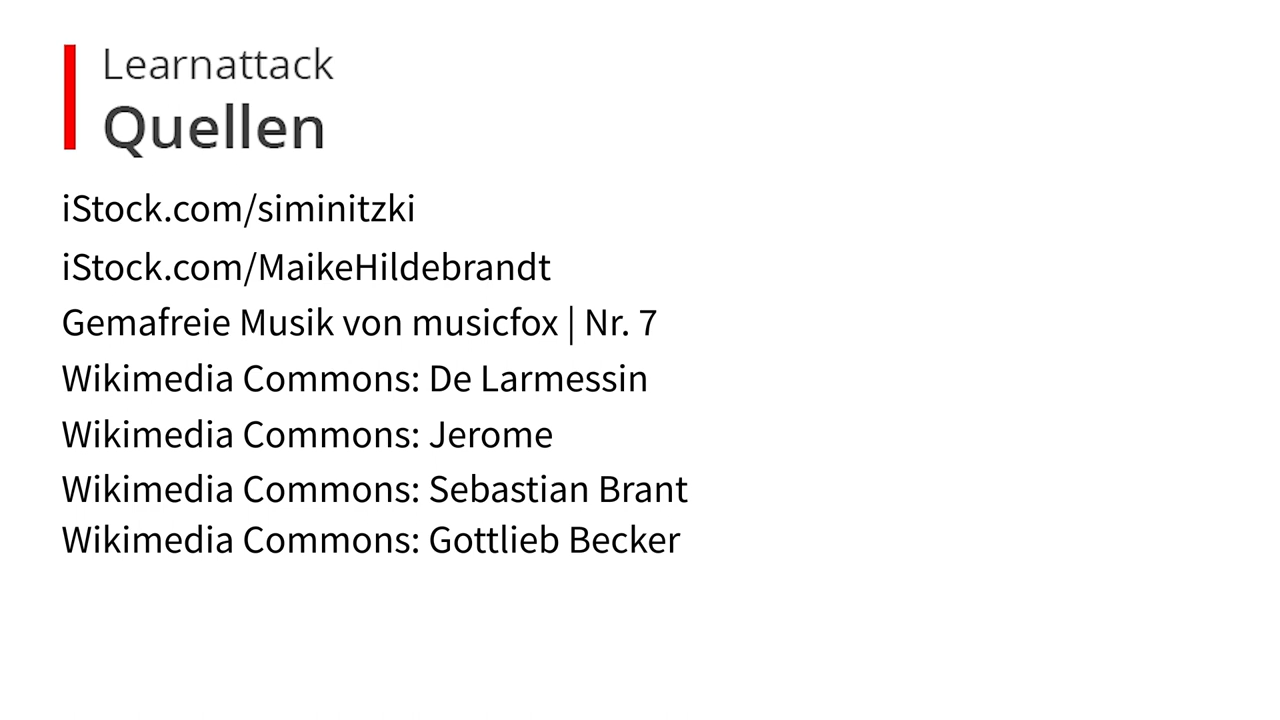 Learnattack
Quellen
iStock.com/siminitzki
iStock.com/MaikeHildebrandt
Gemafreie Musik von musicfox | Nr. 7
Wikimedia Commons: De Larmessin
Wikimedia Commons: Jerome
Wikimedia Commons: Sebastian Brant
Wikimedia Commons: Gottlieb Becker